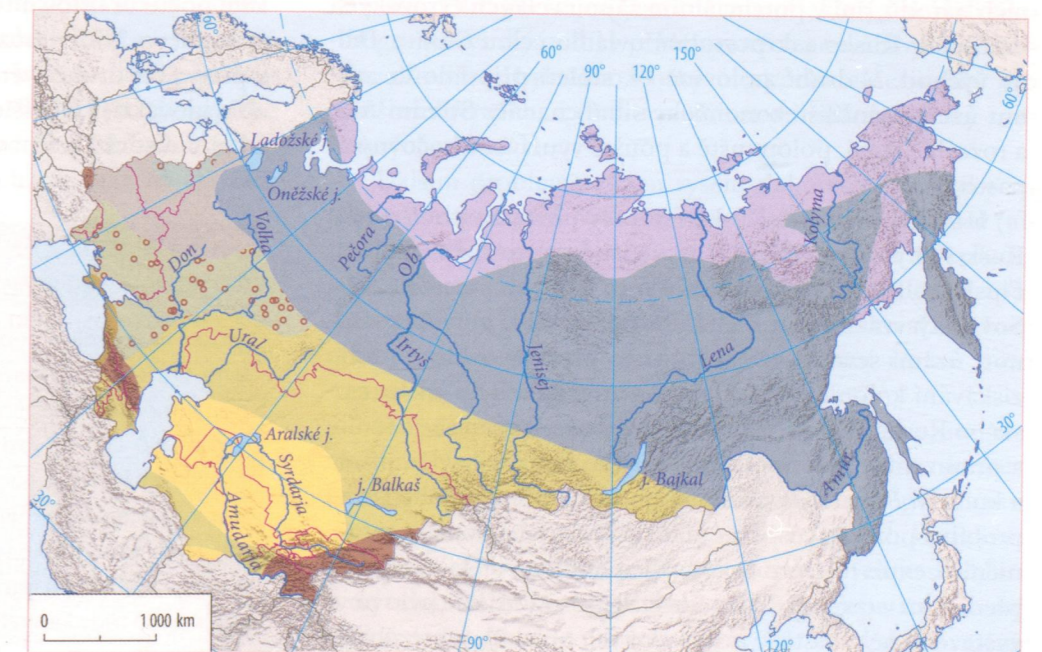 60°
60°
90°
120°
150°
60°
Ladožské j.
Oněžské j.
Volha
Don
Pečora
Ob
Kolyma
Ural
Irtyš
Jenisej
Lena
Aralské j.
Syrdarja
Amudarja
j. Balkaš
j. Bajkal
Amur
30°
30°
0
1 000 km
90°
120°